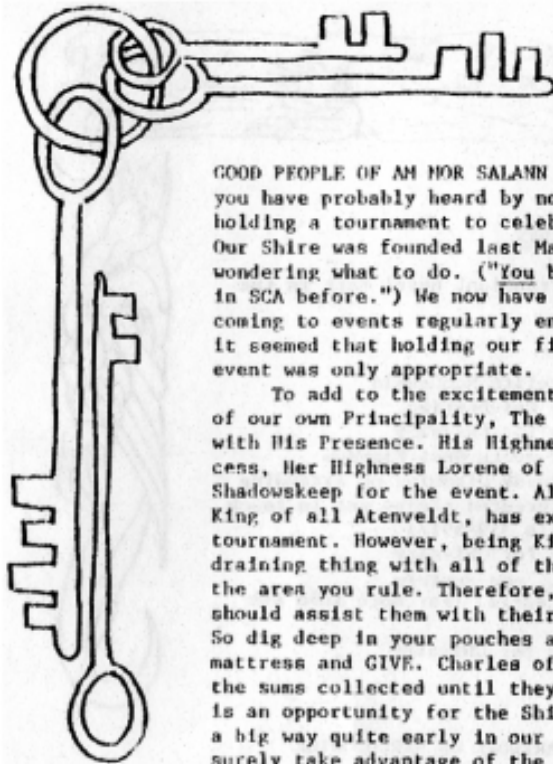 GOOD PEOPLE OF AM MOR SALANN
you have probably heard by no
holding a tournament to celeb
Our Shire was founded last Ma
wondering what to do. ("You b
in SCA before.") We now have
coming to events regularly en
it seemed that holding our fi
event was only appropriate.
To add to the excitement
of our own Principality, The
with His Presence. His Highne
cess, Her Highness Lorene of
Shadowskeep for the event. Al
King of all Atenveldt, has ex
tournament. However, being Ki
draining thing with all of th
the area you rule. Therefore,
should assist them with their
So dig deep in your pouches a
mattress and GIVE. Charles of
the sums collected until they
is an opportunity for the Shi
a big way quite early in our
surely take advantage of the